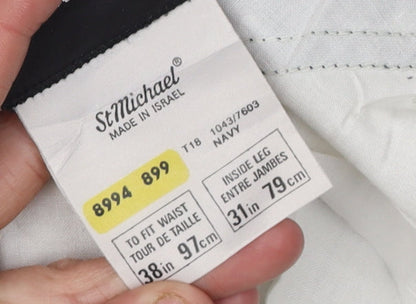 StMichael®
MADE IN ISRAEL
T18 1043/7603
NAVY
8994 899
TO FIT WAIST
TOUR DE TAILLE
38in 97cm
INSIDE LEG
ENTRE JAMBES
31in 79cm